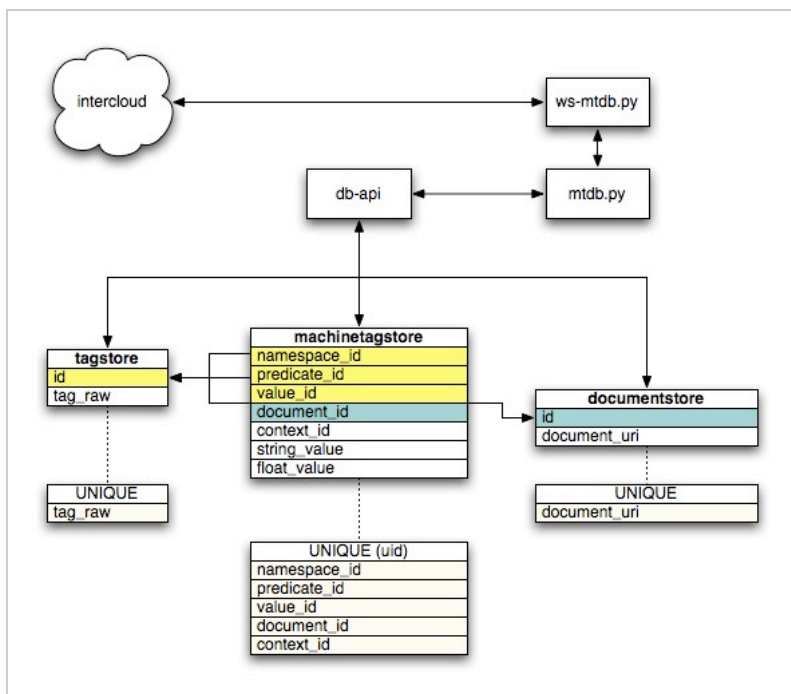 intercloud
ws-mtdb.py
db-api
mtdb.py
tagstore
id
tag_raw
UNIQUE
tag_raw
machinetagstore
namespace_id
predicate_id
value_id
document_id
context_id
string_value
float_value
UNIQUE (uid)
namespace_id
predicate_id
value_id
document_id
context_id
documentstore
id
document_uri
UNIQUE
document_uri